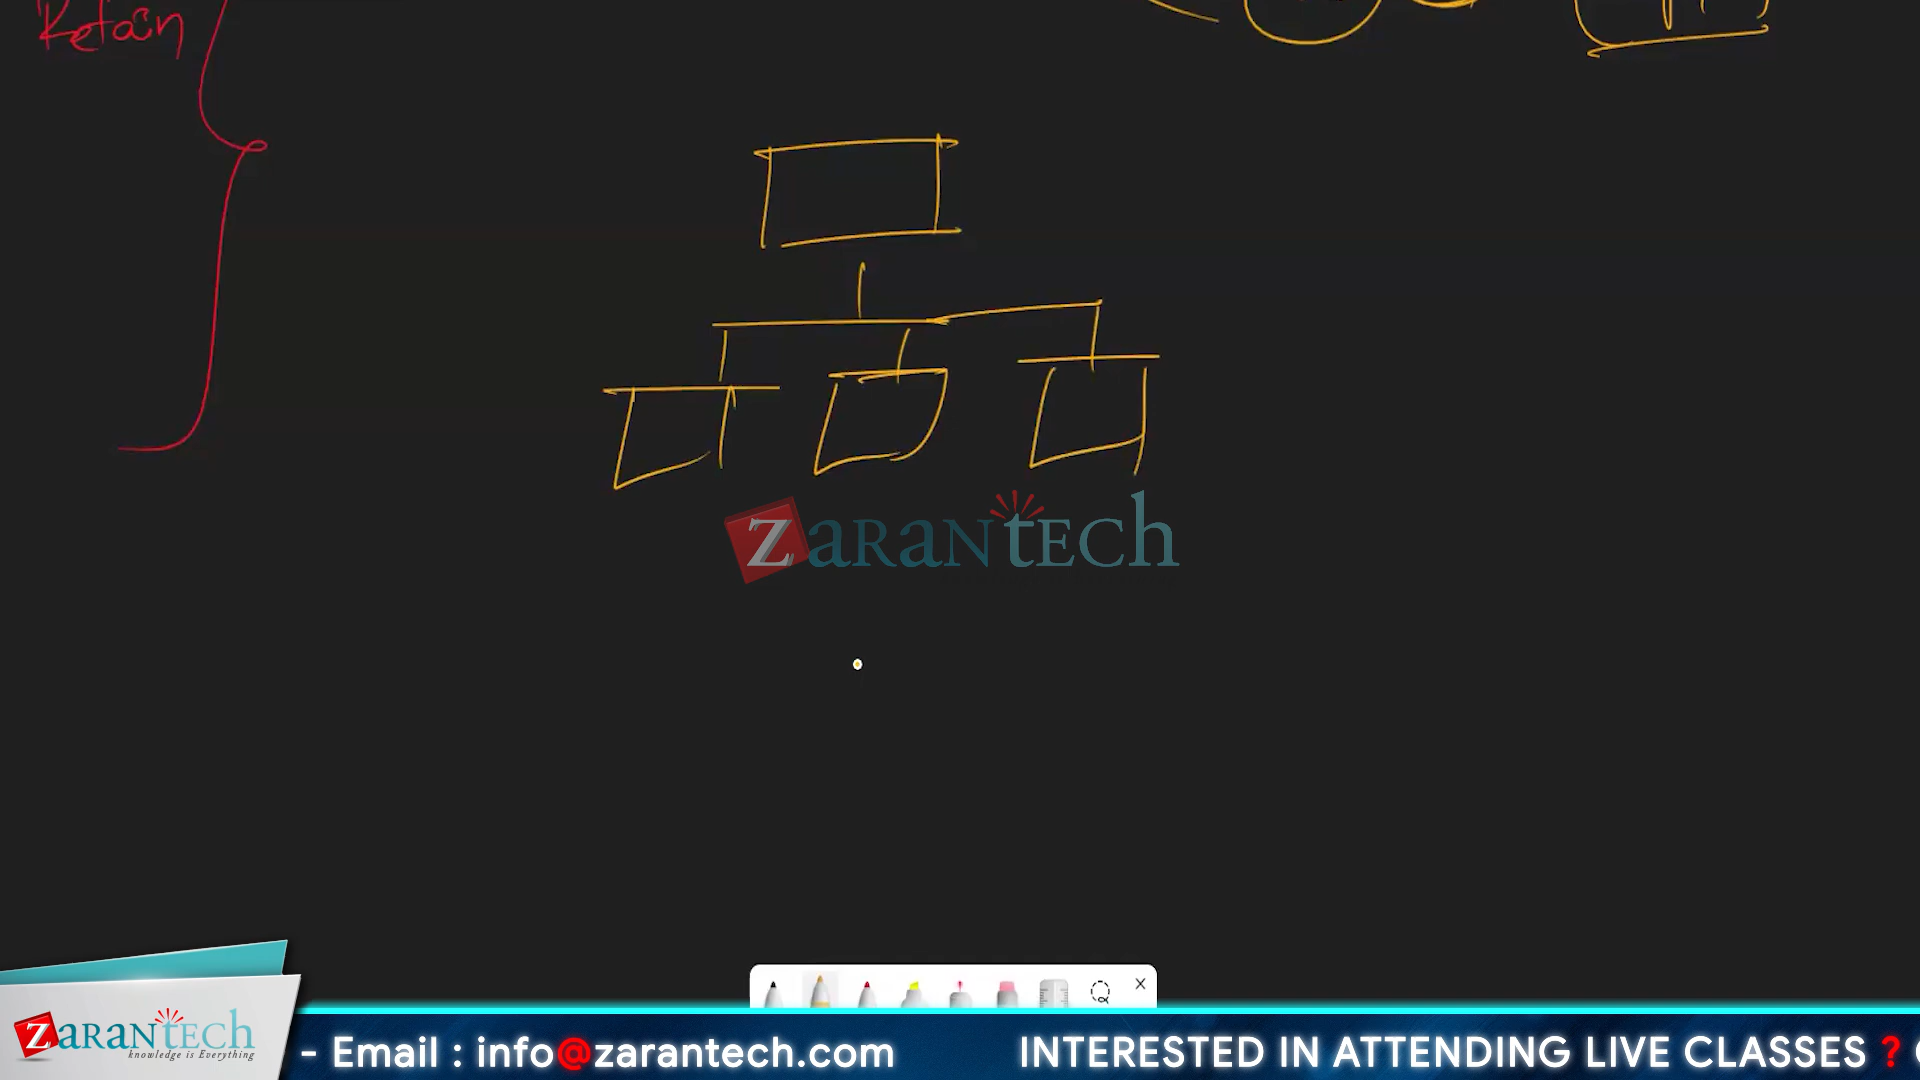 Retain
ZaranTech
ZaranTech
knowledge is Everything
- Email : info@zarantech.com
INTERESTED IN ATTENDING LIVE CLASSES ?